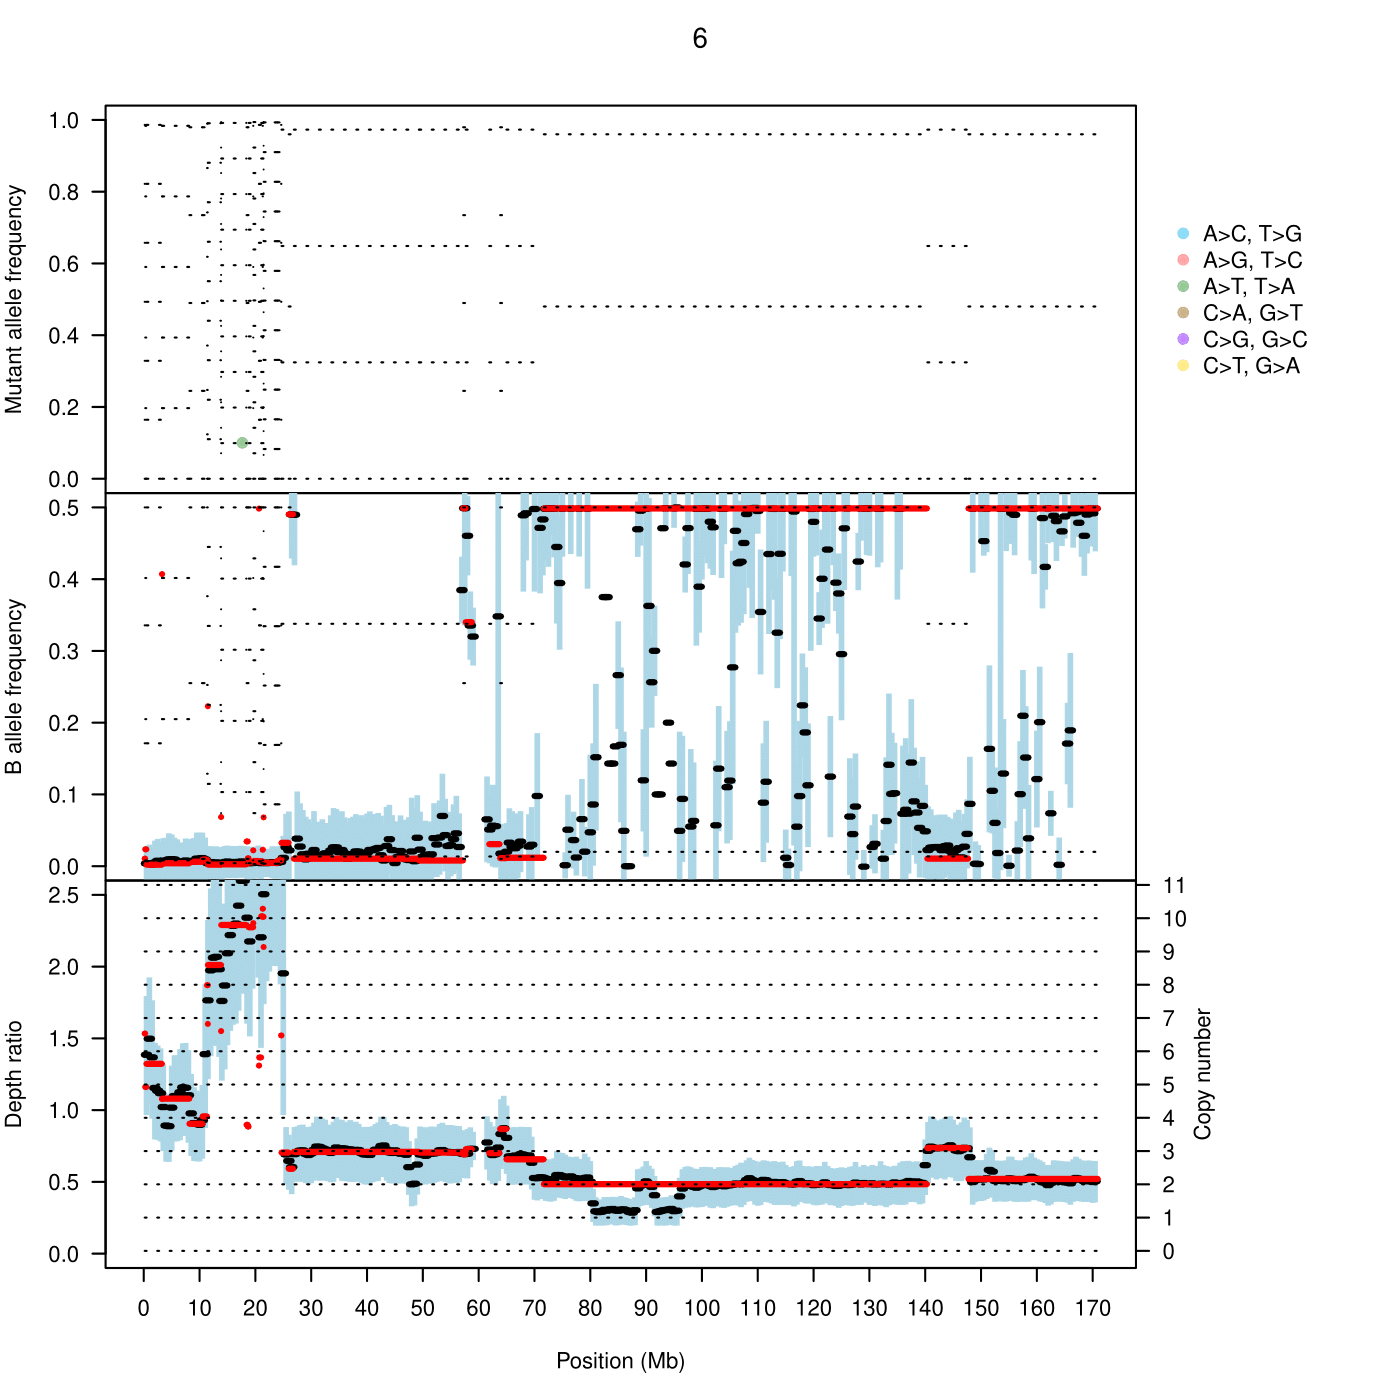 6
Mutant allele frequency
1.0
0.8
0.6
0.4
0.2
0.0
A>C, T>G
A>G, T>C
A>T, T>A
C>A, G>T
C>G, G>C
C>T, G>A
B allele frequency
0.5
0.4
0.3
0.2
0.1
0.0
Depth ratio
2.5
2.0
1.5
1.0
0.5
0.0
11
10
9
8
7
6
5
4
3
2
1
0
Copy number
0 10 20 30 40 50 60 70 80 90 100 110 120 130 140 150 160 170
Position (Mb)